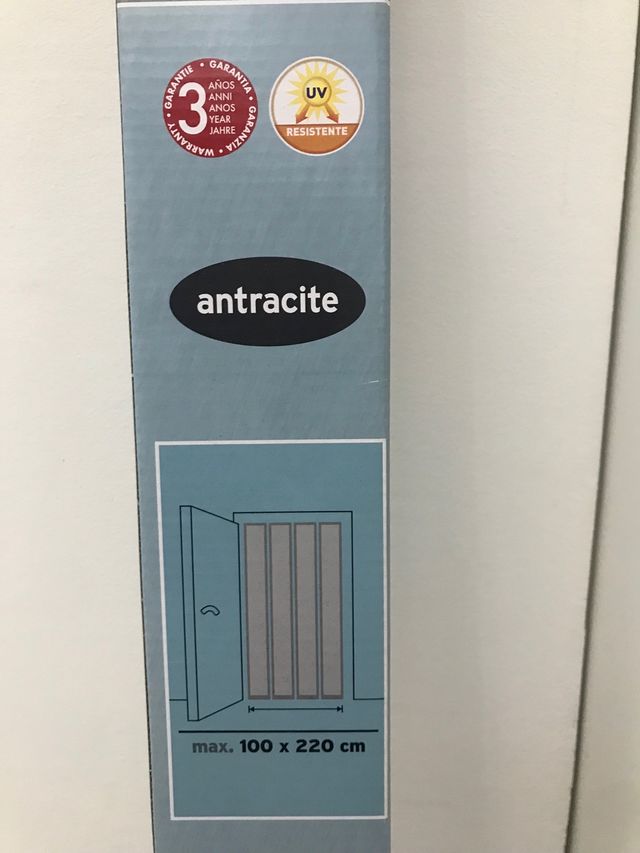 GARANTIE • GARANTIA • GARANZIA • WARRANTY •
3
AÑOS
ANNI
ANOS
YEAR
JAHRE
UV
RESISTENTE
antracite
max. 100 x 220 cm